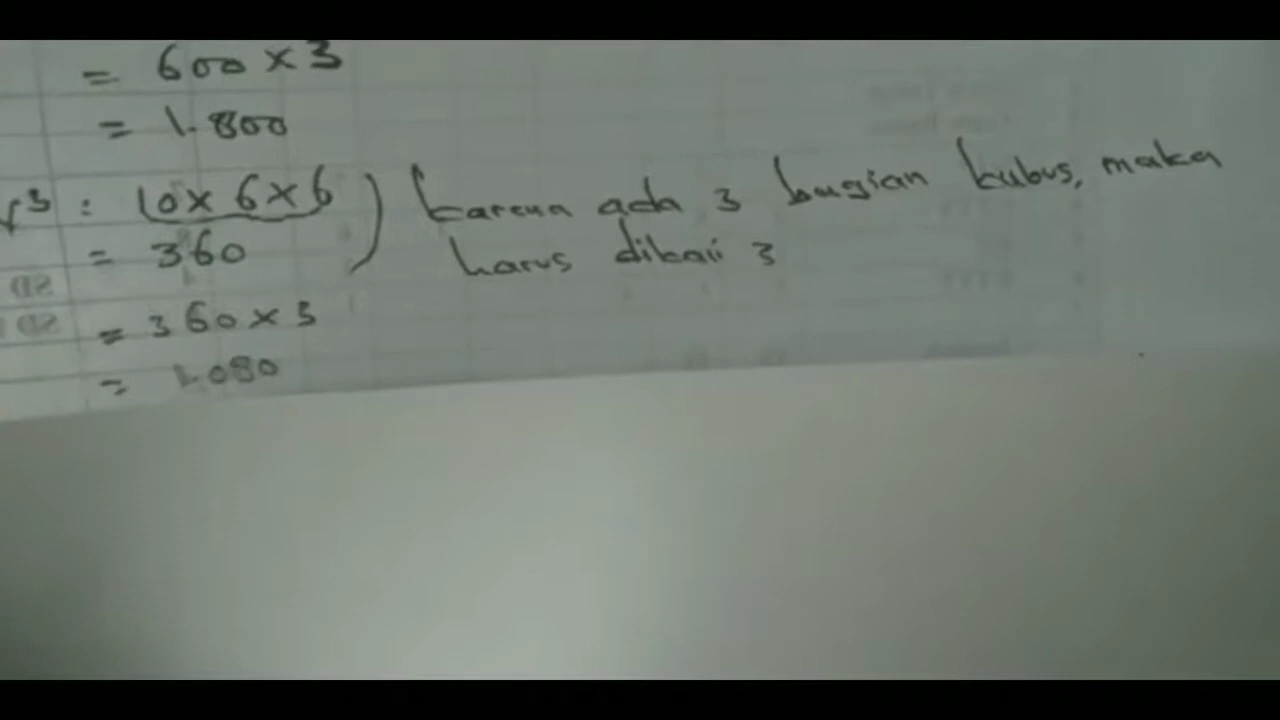 = 600 x 3
= 1.800
r³ : 10 x 6 x 6 ) karena ada 3 bagian kubus, maka
= 360 harus dikali 3
= 360 x 3
= 1.080